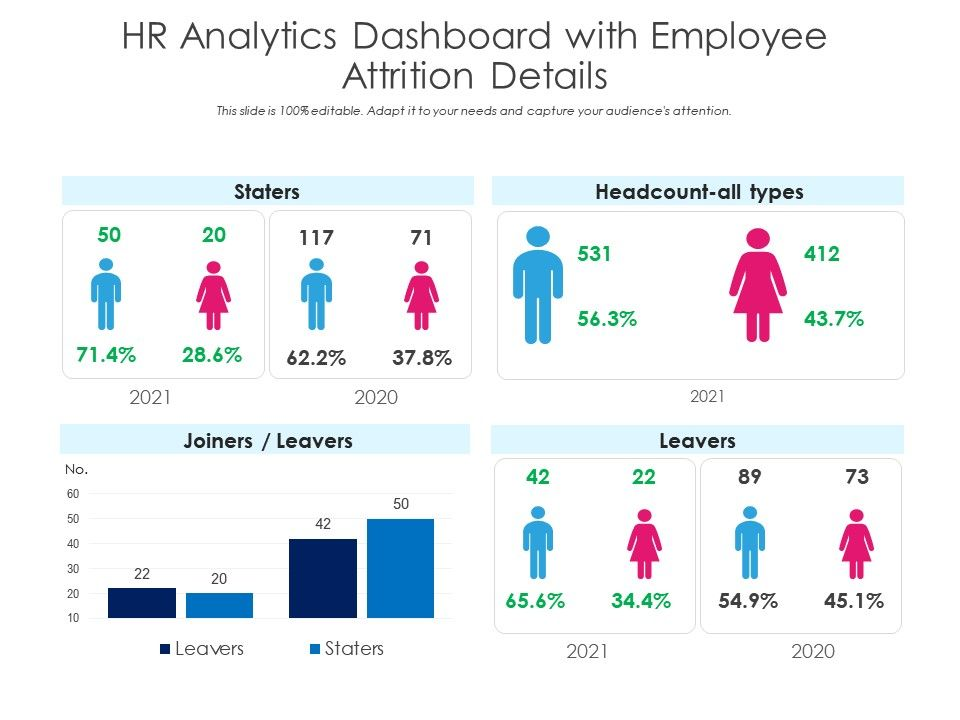 HR Analytics Dashboard with Employee
Attrition Details
This slide is 100% editable. Adapt it to your needs and capture your audience's attention.
Staters
50 20 117 71
71.4% 28.6% 62.2% 37.8%
2021 2020
Headcount-all types
531 412
56.3% 43.7%
2021
Joiners / Leavers
No.
60
50
40
30
20
10
22 20 42 50
Leavers Staters
Leavers
42 22 89 73
65.6% 34.4% 54.9% 45.1%
2021 2020